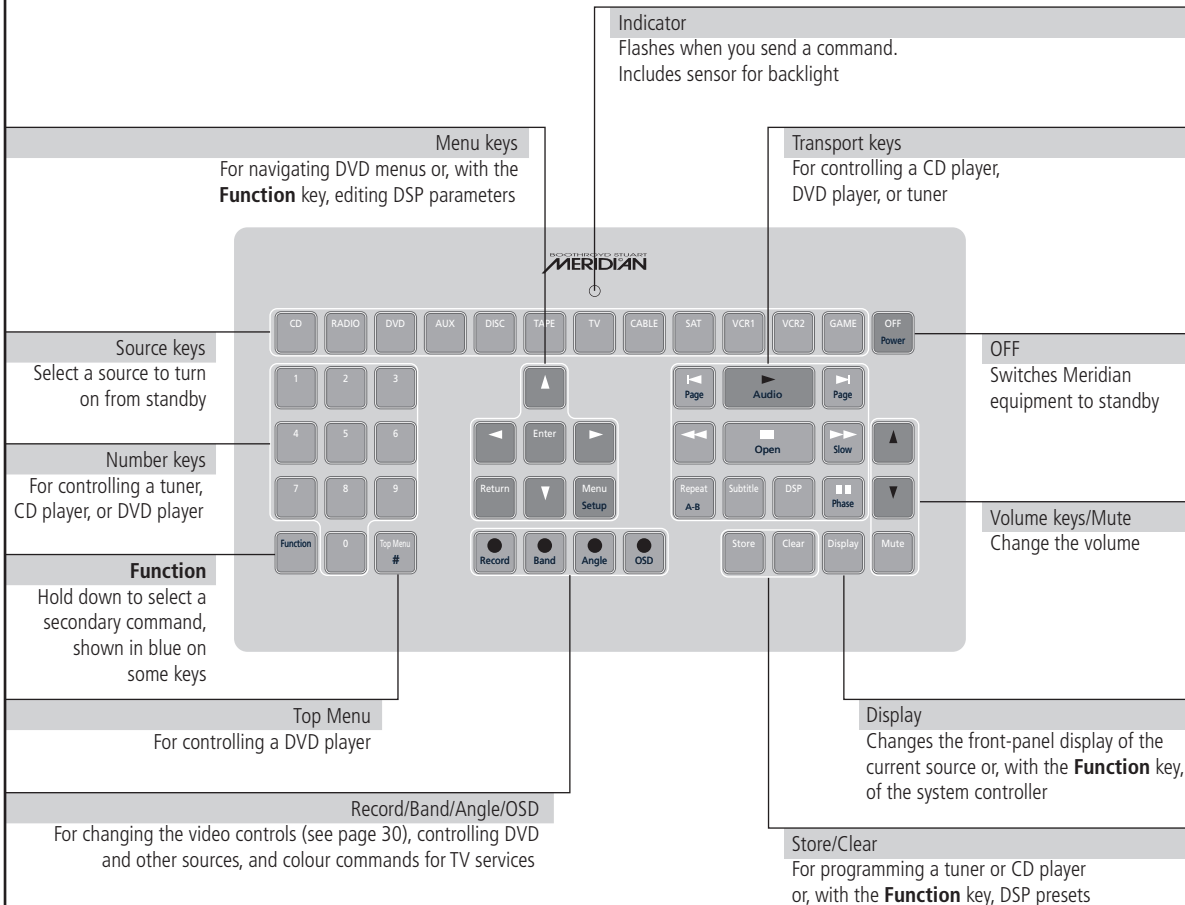 Indicator
Flashes when you send a command.
Includes sensor for backlight
Menu keys
For navigating DVD menus or, with the
Function key, editing DSP parameters
Transport keys
For controlling a CD player,
DVD player, or tuner
BOOTHROYD STUART
MERIDIAN
CD RADIO DVD AUX DISC TAPE TV CABLE SAT VCR1 VCR2 GAME OFF
Power
Source keys
Select a source to turn
on from standby
OFF
Switches Meridian
equipment to standby
1 2 3
Page Audio Page
4 5 6 Enter
Open Slow
Number keys
For controlling a tuner,
CD player, or DVD player
7 8 9 Return Menu Repeat Subtitle DSP
Setup A-B Phase
Volume keys/Mute
Change the volume
Function 0 Top Menu Store Clear Display Mute
# Record Band Angle OSD
Function
Hold down to select a
secondary command,
shown in blue on
some keys
Top Menu
For controlling a DVD player
Display
Changes the front-panel display of the
current source or, with the Function key,
of the system controller
Record/Band/Angle/OSD
For changing the video controls (see page 30), controlling DVD
and other sources, and colour commands for TV services
Store/Clear
For programming a tuner or CD player
or, with the Function key, DSP presets